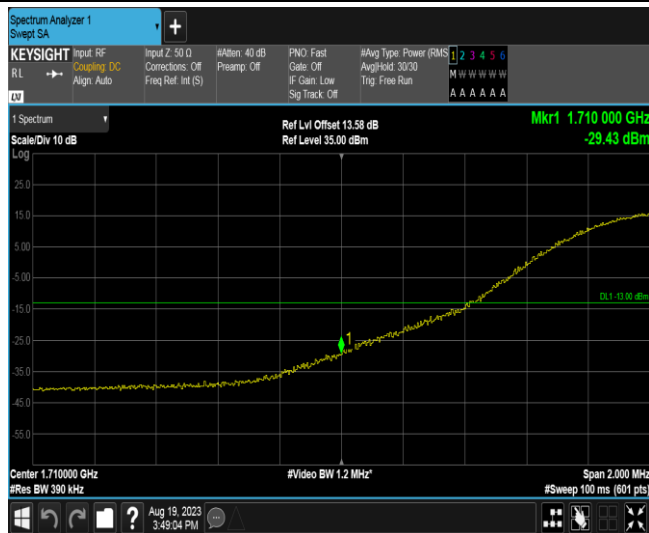 Spectrum Analyzer 1
Swept SA
+
KEYSIGHT
RL
Input: RF
Coupling: DC
Align: Auto
Input Z: 50 Ω
Corrections: Off
Freq Ref: Int (S)
#Atten: 40 dB
Preamp: Off
PNO: Fast
Gate: Off
IF Gain: Low
Sig Track: Off
#Avg Type: Power (RMS
Avg|Hold: 30/30
Trig: Free Run
1 2 3 4 5 6
M W W W W W
A A A A A A
LXI
1 Spectrum
Scale/Div 10 dB
Ref Lvl Offset 13.58 dB
Ref Level 35.00 dBm
Mkr1 1.710 000 GHz
-29.43 dBm
Log
25.0
15.0
5.00
-5.00
-15.0
-25.0
-35.0
-45.0
-55.0
1
DL1 -13.00 dBm
Center 1.710000 GHz
#Res BW 390 kHz
#Video BW 1.2 MHz*
Span 2.000 MHz
#Sweep 100 ms (601 pts)
?
Aug 19, 2023
3:49:04 PM